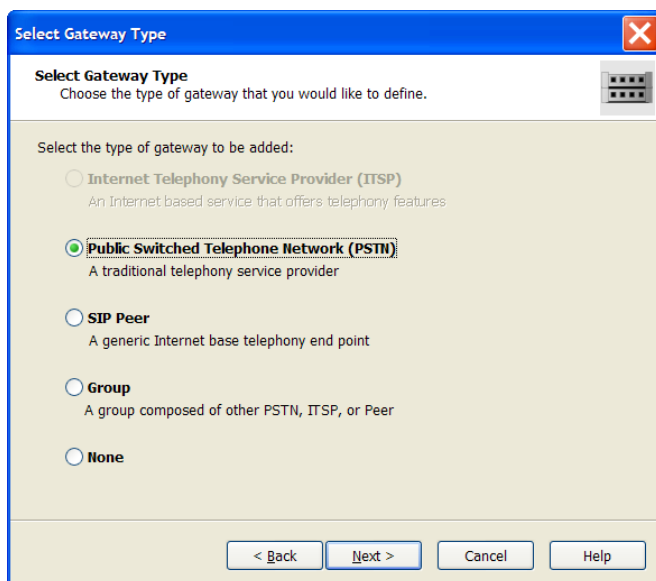 Select Gateway Type
Select Gateway Type
Choose the type of gateway that you would like to define.
Select the type of gateway to be added:
Internet Telephony Service Provider (ITSP)
An Internet based service that offers telephony features
Public Switched Telephone Network (PSTN)
A traditional telephony service provider
SIP Peer
A generic Internet base telephony end point
Group
A group composed of other PSTN, ITSP, or Peer
None
< Back Next > Cancel Help